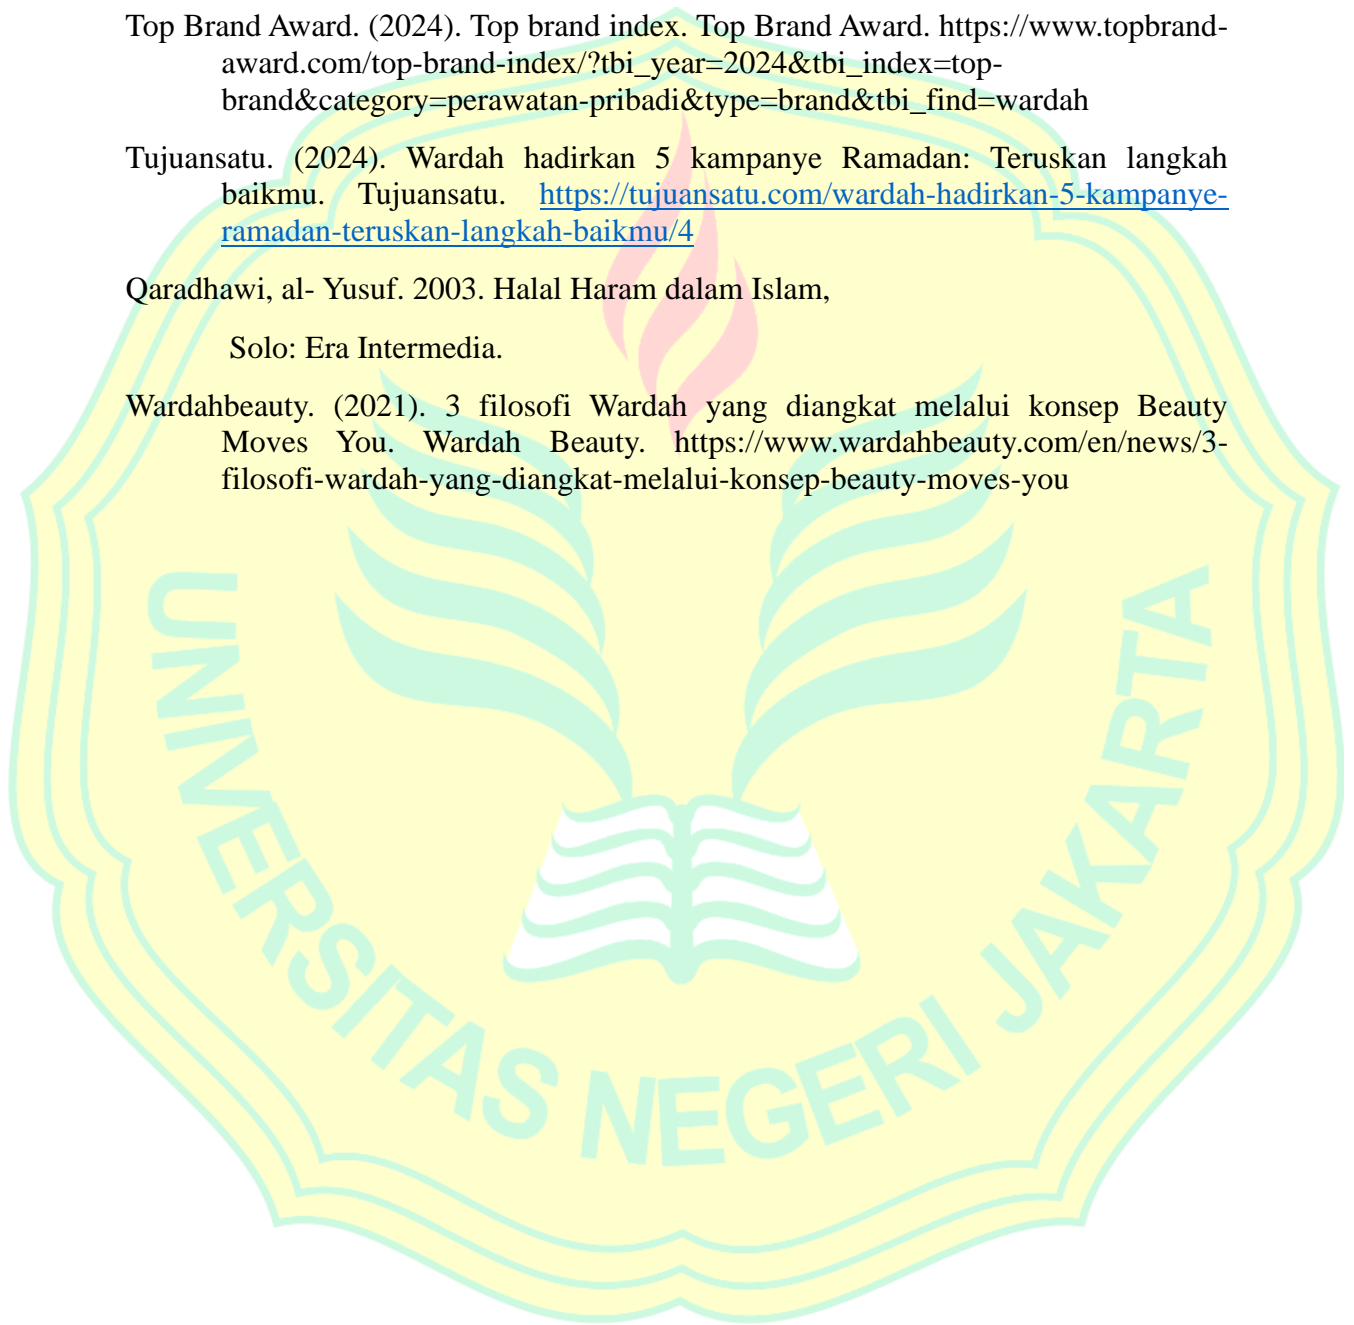 Top Brand Award. (2024). Top brand index. Top Brand Award. https://www.topbrand-
award.com/top-brand-index/?tbi_year=2024&tbi_index=top-
brand&category=perawatan-pribadi&type=brand&tbi_find=wardah
Tujuansatu. (2024). Wardah hadirkan 5 kampanye Ramadan: Teruskan langkah
baikmu. Tujuansatu. https://tujuansatu.com/wardah-hadirkan-5-kampanye-
ramadan-teruskan-langkah-baikmu/4
Qaradhawi, al- Yusuf. 2003. Halal Haram dalam Islam,
Solo: Era Intermedia.
Wardahbeauty. (2021). 3 filosofi Wardah yang diangkat melalui konsep Beauty
Moves You. Wardah Beauty. https://www.wardahbeauty.com/en/news/3-
filosofi-wardah-yang-diangkat-melalui-konsep-beauty-moves-you
UNIVERSITAS NEGERI JAKARTA